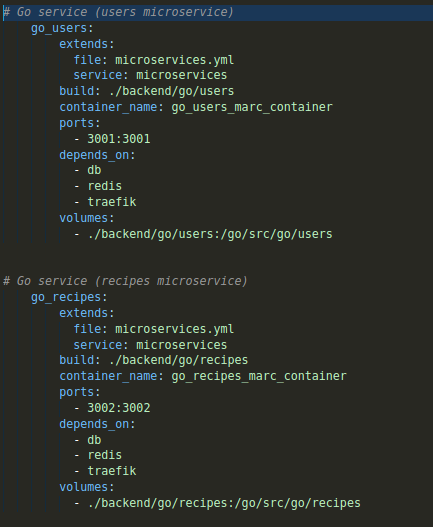 # Go service (users microservice)
    go_users:
        extends:
          file: microservices.yml
          service: microservices
        build: ./backend/go/users
        container_name: go_users_marc_container
        ports:
          - 3001:3001
        depends_on:
          - db
          - redis
          - traefik
        volumes:
          - ./backend/go/users:/go/src/go/users
# Go service (recipes microservice)
    go_recipes:
        extends:
          file: microservices.yml
          service: microservices
        build: ./backend/go/recipes
        container_name: go_recipes_marc_container
        ports:
          - 3002:3002
        depends_on:
          - db
          - redis
          - traefik
        volumes:
          - ./backend/go/recipes:/go/src/go/recipes